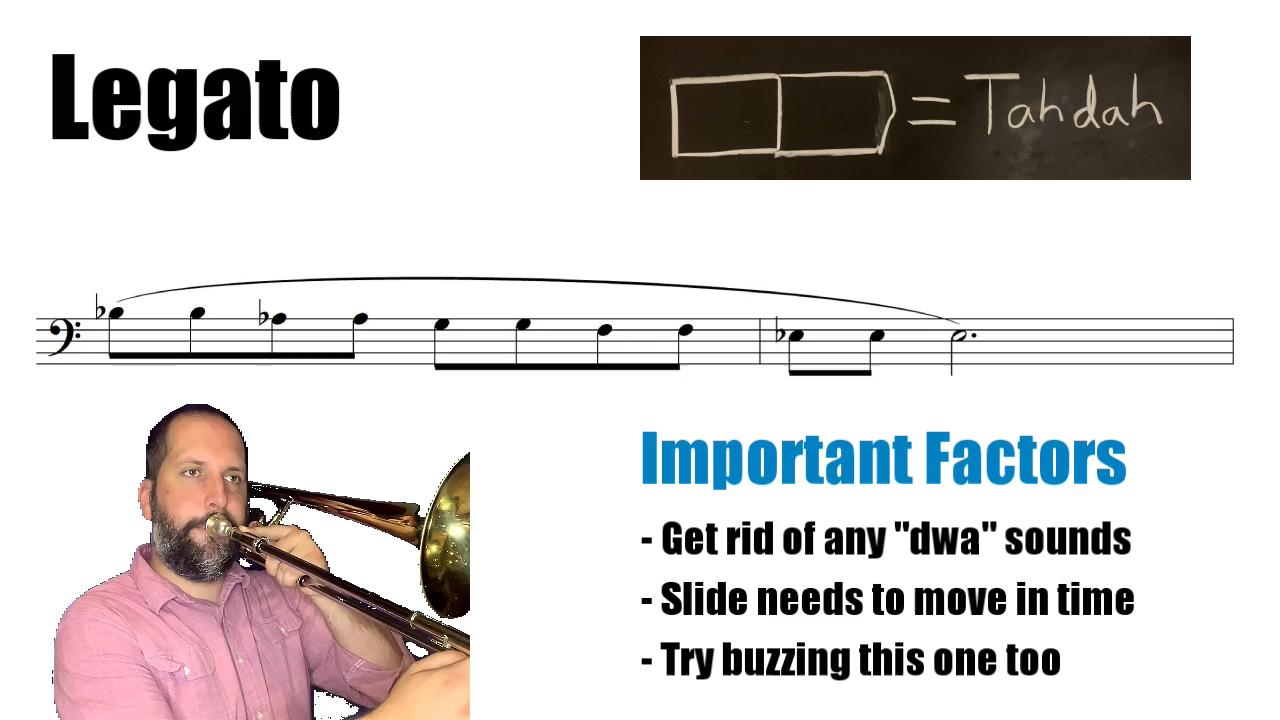 Legato
= Tahdah
Important Factors
- Get rid of any "dwa" sounds
- Slide needs to move in time
- Try buzzing this one too